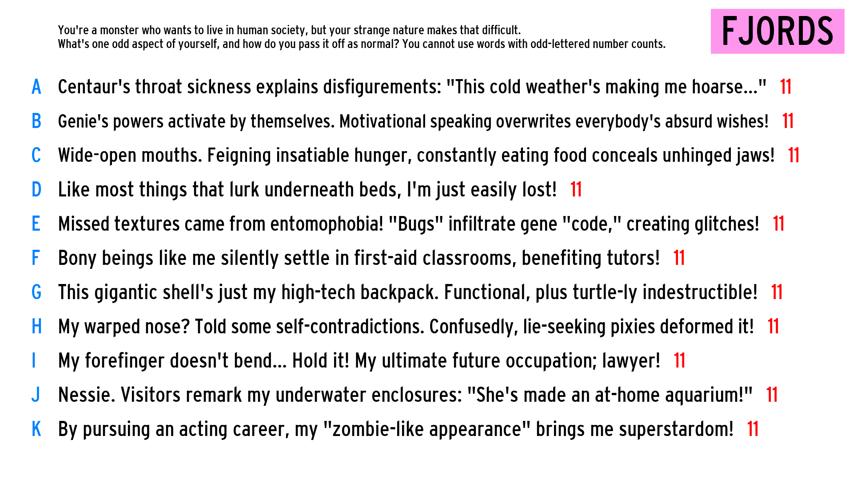 You're a monster who wants to live in human society, but your strange nature makes that difficult.
What's one odd aspect of yourself, and how do you pass it off as normal? You cannot use words with odd-lettered number counts.
FJORDS
A Centaur's throat sickness explains disfigurements: "This cold weather's making me hoarse..." 11
B Genie's powers activate by themselves. Motivational speaking overwrites everybody's absurd wishes! 11
C Wide-open mouths. Feigning insatiable hunger, constantly eating food conceals unhinged jaws! 11
D Like most things that lurk underneath beds, I'm just easily lost! 11
E Missed textures came from entomophobia! "Bugs" infiltrate gene "code," creating glitches! 11
F Bony beings like me silently settle in first-aid classrooms, benefiting tutors! 11
G This gigantic shell's just my high-tech backpack. Functional, plus turtle-ly indestructible! 11
H My warped nose? Told some self-contradictions. Confusedly, lie-seeking pixies deformed it! 11
I My forefinger doesn't bend... Hold it! My ultimate future occupation; lawyer! 11
J Nessie. Visitors remark my underwater enclosures: "She's made an at-home aquarium!" 11
K By pursuing an acting career, my "zombie-like appearance" brings me superstardom! 11